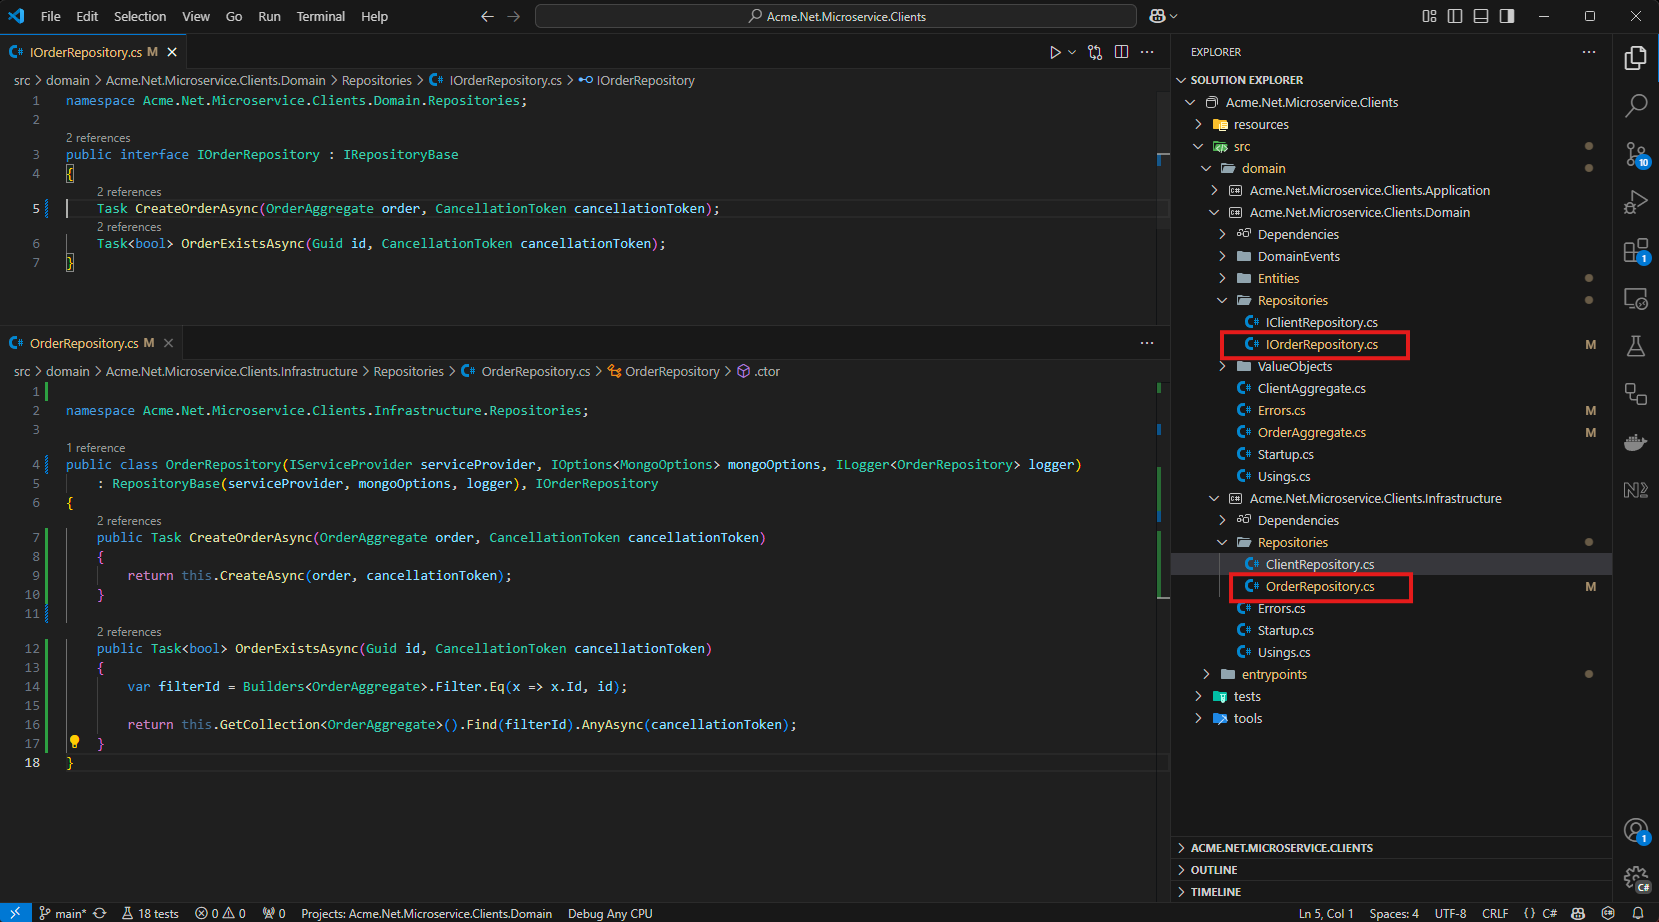 File Edit Selection View Go Run Terminal Help
Acme.Net.Microservice.Clients
C# IOrderRepository.cs M
src > domain > Acme.Net.Microservice.Clients.Domain > Repositories > C# IOrderRepository.cs > IOrderRepository
1 namespace Acme.Net.Microservice.Clients.Domain.Repositories;
2
2 references
3 public interface IOrderRepository : IRepositoryBase
4 {
2 references
5 Task CreateOrderAsync(OrderAggregate order, CancellationToken cancellationToken);
2 references
6 Task<bool> OrderExistsAsync(Guid id, CancellationToken cancellationToken);
7 }
C# OrderRepository.cs M
src > domain > Acme.Net.Microservice.Clients.Infrastructure > Repositories > C# OrderRepository.cs > OrderRepository > .ctor
1
2 namespace Acme.Net.Microservice.Clients.Infrastructure.Repositories;
3
1 reference
4 public class OrderRepository(IServiceProvider serviceProvider, IOptions<MongoOptions> mongoOptions, ILogger<OrderRepository> logger)
5 : RepositoryBase(serviceProvider, mongoOptions, logger), IOrderRepository
6 {
2 references
7 public Task CreateOrderAsync(OrderAggregate order, CancellationToken cancellationToken)
8 {
9 return this.CreateAsync(order, cancellationToken);
10 }
11
2 references
12 public Task<bool> OrderExistsAsync(Guid id, CancellationToken cancellationToken)
13 {
14 var filterId = Builders<OrderAggregate>.Filter.Eq(x => x.Id, id);
15
16 return this.GetCollection<OrderAggregate>().Find(filterId).AnyAsync(cancellationToken);
17 }
18 }
EXPLORER
SOLUTION EXPLORER
Acme.Net.Microservice.Clients
resources
src
domain
C# Acme.Net.Microservice.Clients.Application
C# Acme.Net.Microservice.Clients.Domain
Dependencies
DomainEvents
Entities
Repositories
C# IClientRepository.cs
C# IOrderRepository.cs M
ValueObjects
C# ClientAggregate.cs
C# Errors.cs M
C# OrderAggregate.cs M
C# Startup.cs
C# Usings.cs
C# Acme.Net.Microservice.Clients.Infrastructure
Dependencies
Repositories
C# ClientRepository.cs
C# OrderRepository.cs M
C# Errors.cs
C# Startup.cs
C# Usings.cs
entrypoints
tests
tools
ACME.NET.MICROSERVICE.CLIENTS
OUTLINE
TIMELINE
10
1
1
C#
main* 18 tests 0 0 0 Projects: Acme.Net.Microservice.Clients.Domain Debug Any CPU
Ln 5, Col 1 Spaces: 4 UTF-8 CRLF { } C#